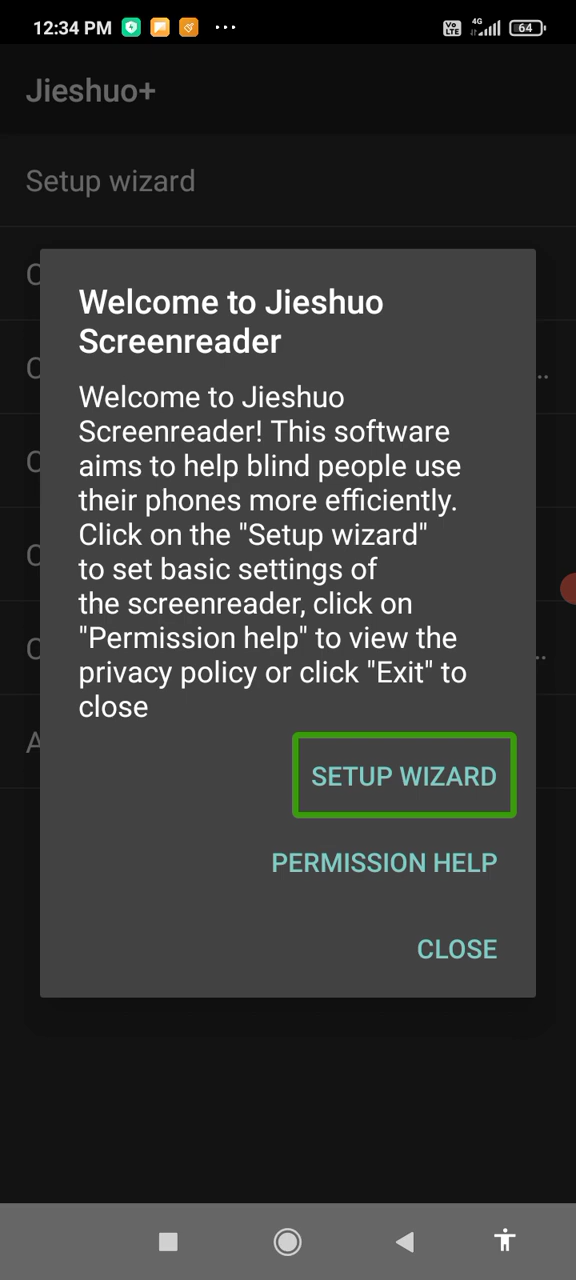 12:34 PM
Vo LTE 4G 64
Jieshuo+
Setup wizard
Welcome to Jieshuo
Screenreader
Welcome to Jieshuo
Screenreader! This software
aims to help blind people use
their phones more efficiently.
Click on the "Setup wizard"
to set basic settings of
the screenreader, click on
"Permission help" to view the
privacy policy or click "Exit" to
close
SETUP WIZARD
PERMISSION HELP
CLOSE